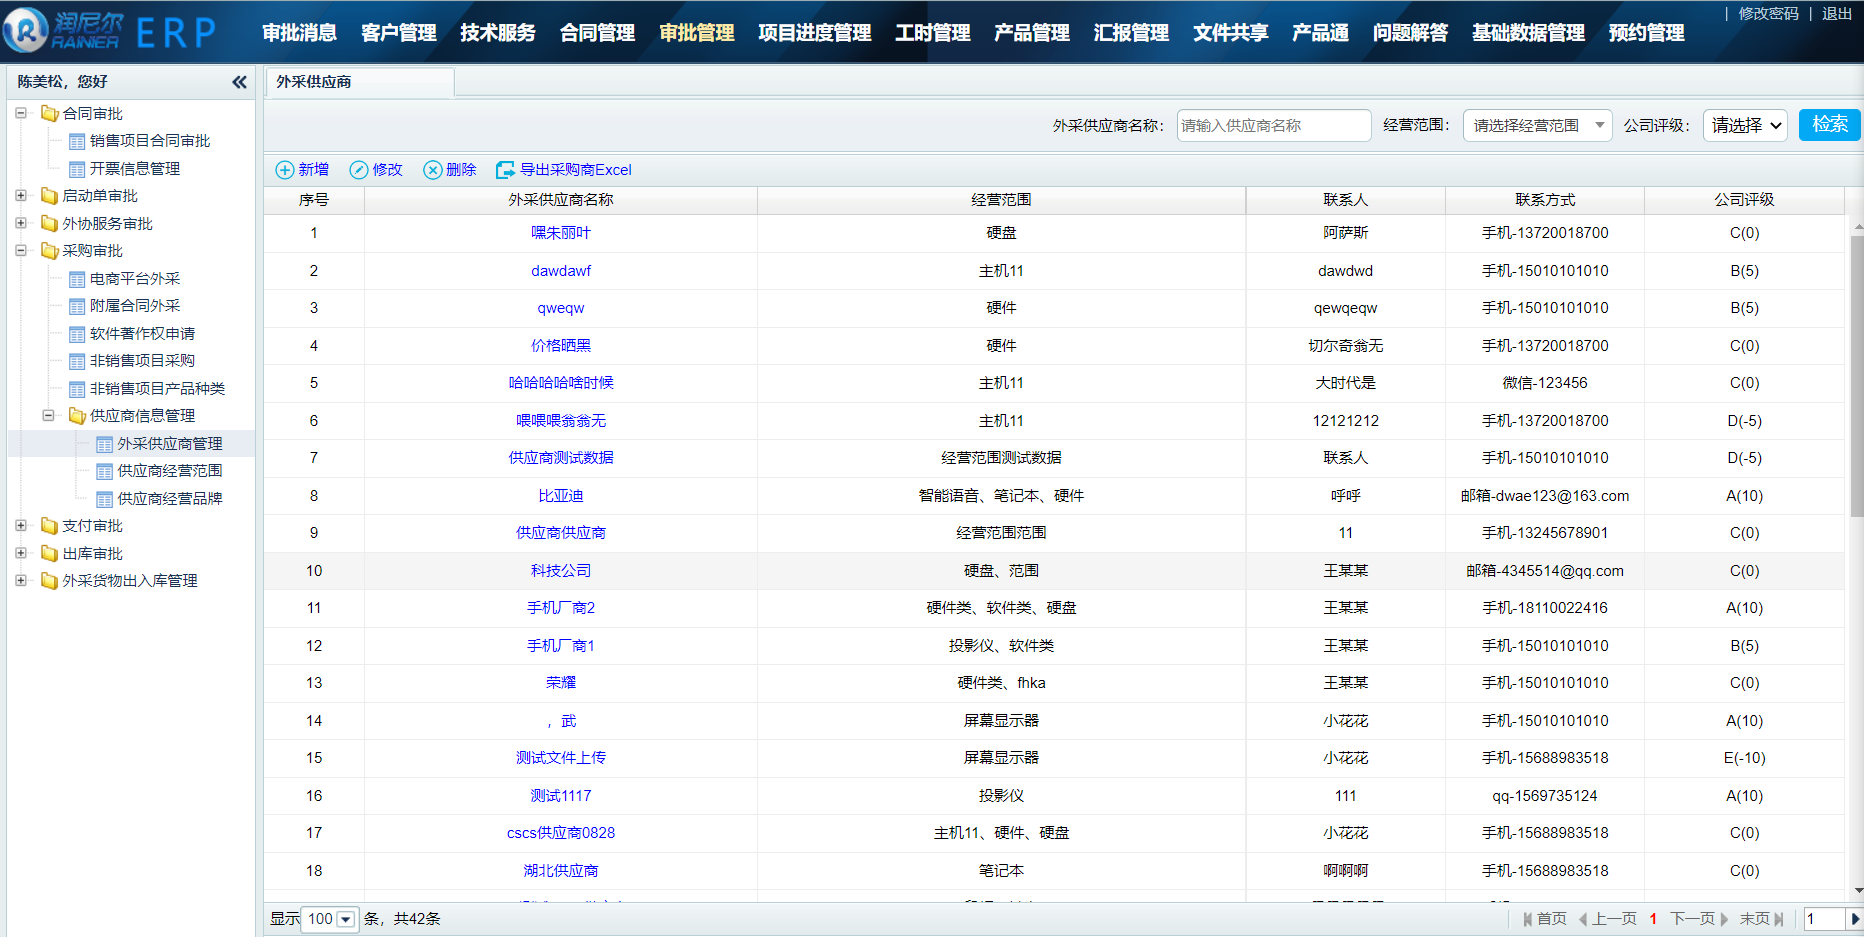 润尼尔 RAINIER ERP
审批消息 客户管理 技术服务 合同管理 审批管理 项目进度管理 工时管理 产品管理 汇报管理 文件共享 产品通 问题解答 基础数据管理 预约管理
| 修改密码 | 退出
陈美松，您好
合同审批
销售项目合同审批
开票信息管理
启动单审批
外协服务审批
采购审批
电商平台外采
附属合同外采
软件著作权申请
非销售项目采购
非销售项目产品种类
供应商信息管理
外采供应商管理
供应商经营范围
供应商经营品牌
支付审批
出库审批
外采货物出入库管理
外采供应商
外采供应商名称： 请输入供应商名称 经营范围： 请选择经营范围 公司评级： 请选择 检索
新增 修改 删除 导出采购商Excel
序号 外采供应商名称 经营范围 联系人 联系方式 公司评级
1 嘿朱丽叶 硬盘 阿萨斯 手机-13720018700 C(0)
2 dawdawf 主机11 dawdwd 手机-15010101010 B(5)
3 qweqw 硬件 qewqeqw 手机-15010101010 B(5)
4 价格晒黑 硬件 切尔奇翁无 手机-13720018700 C(0)
5 哈哈哈哈啥时候 主机11 大时代是 微信-123456 C(0)
6 喂喂喂翁翁无 主机11 12121212 手机-13720018700 D(-5)
7 供应商测试数据 经营范围测试数据 联系人 手机-15010101010 D(-5)
8 比亚迪 智能语音、笔记本、硬件 呼呼 邮箱-dwae123@163.com A(10)
9 供应商供应商 经营范围范围 11 手机-13245678901 C(0)
10 科技公司 硬盘、范围 王某某 邮箱-4345514@qq.com C(0)
11 手机厂商2 硬件类、软件类、硬盘 王某某 手机-18110022416 A(10)
12 手机厂商1 投影仪、软件类 王某某 手机-15010101010 B(5)
13 荣耀 硬件类、fhka 王某某 手机-15010101010 C(0)
14 ，武 屏幕显示器 小花花 手机-15010101010 A(10)
15 测试文件上传 屏幕显示器 小花花 手机-15688983518 E(-10)
16 测试1117 投影仪 111 qq-1569735124 A(10)
17 cscs供应商0828 主机11、硬件、硬盘 小花花 手机-15688983518 C(0)
18 湖北供应商 笔记本 啊啊啊 手机-15688983518 C(0)
显示 100 条，共42条 首页 上一页 1 下一页 末页 1